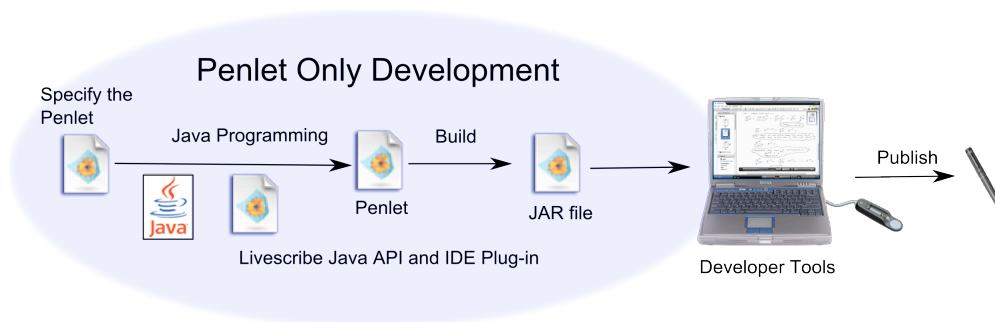 Penlet Only Development
Specify the
Penlet
Java Programming
Build
Publish
Java
Penlet
JAR file
Livescribe Java API and IDE Plug-in
Developer Tools